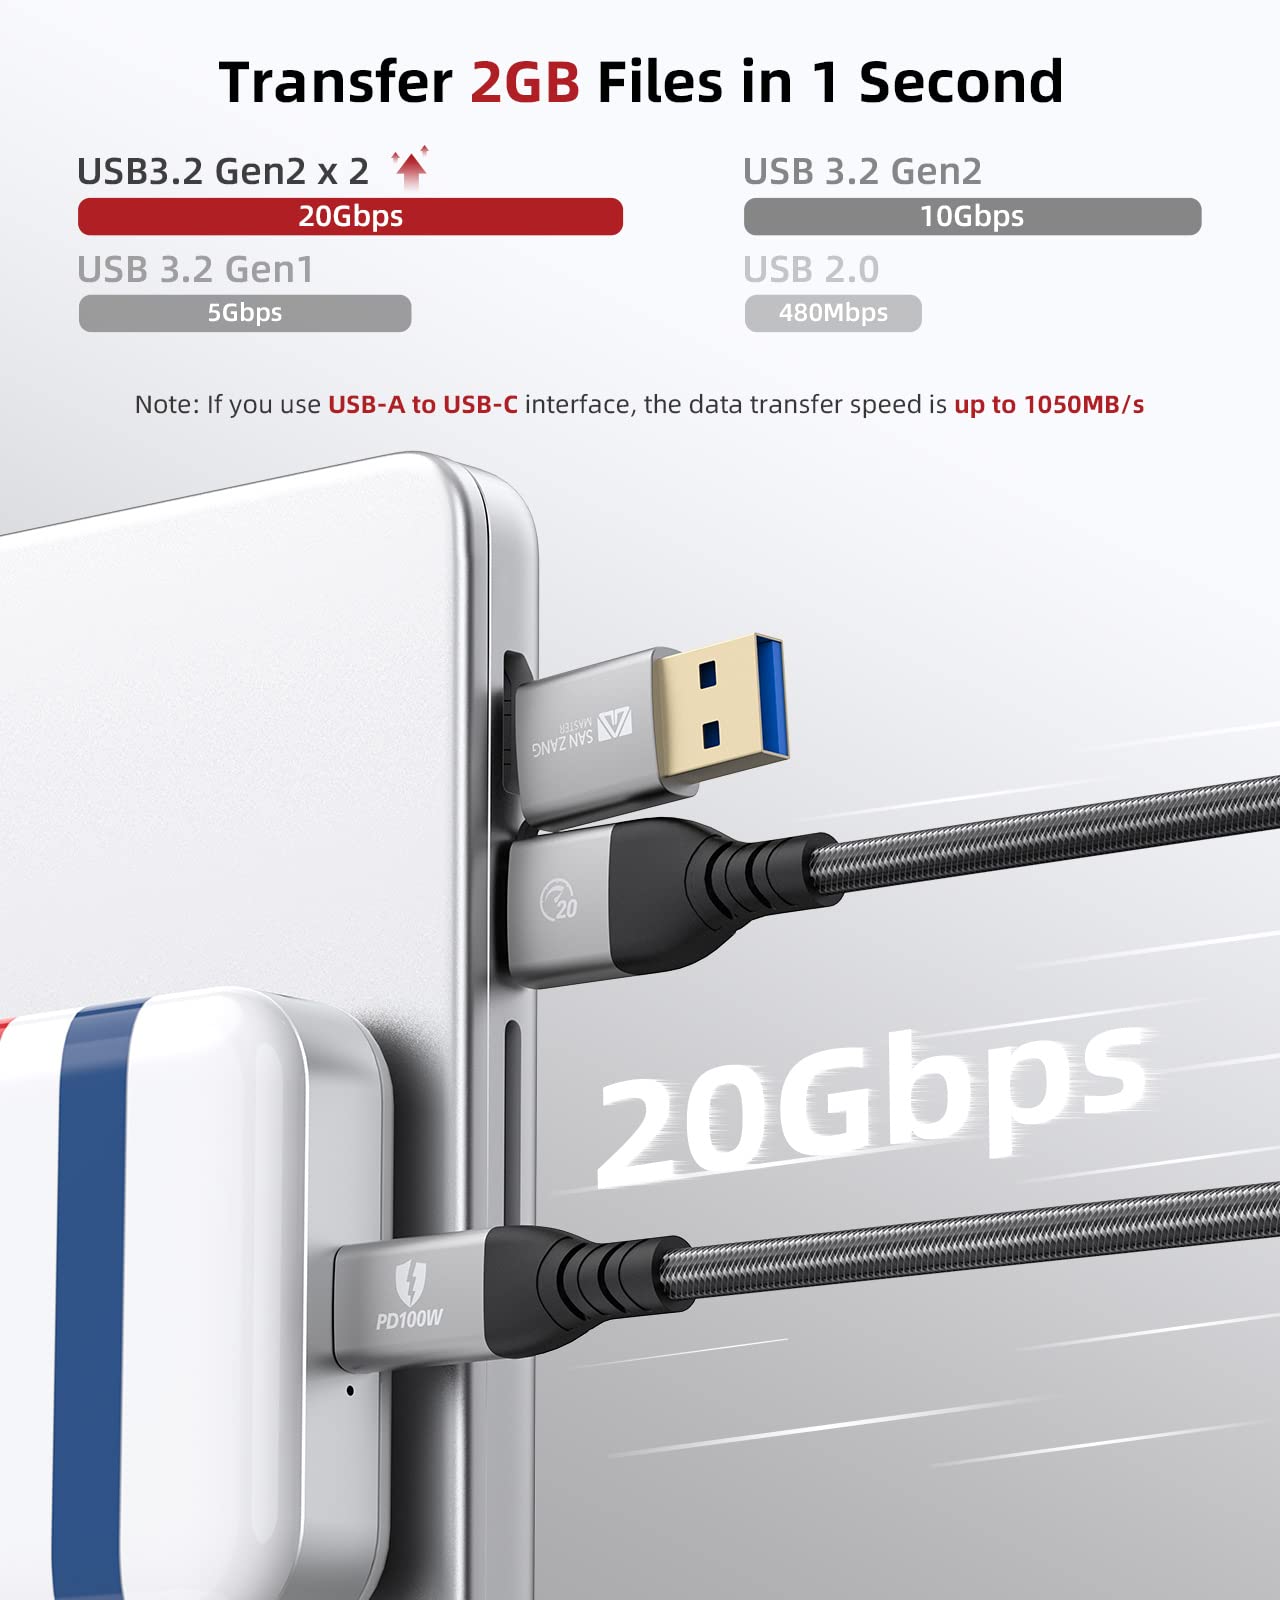 Transfer 2GB Files in 1 Second
USB3.2 Gen2 x 2
20Gbps
USB 3.2 Gen2
10Gbps
USB 3.2 Gen1
5Gbps
USB 2.0
480Mbps
Note: If you use USB-A to USB-C interface, the data transfer speed is up to 1050MB/s
SAN ZANG
MASTER
20
20Gbps
PD100W